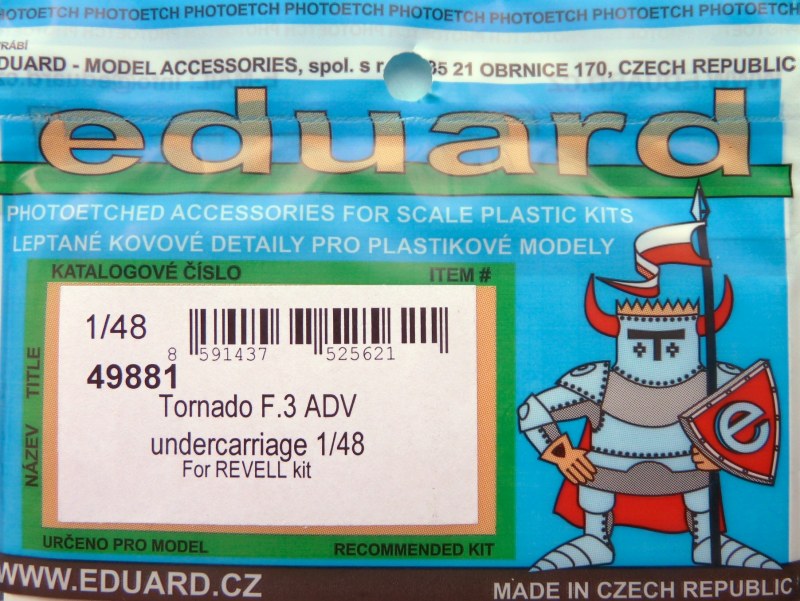 PHOTOETCH PHOTOETCH PHOTOETCH PHOTOETCH PHOTOETCH PHOTOETCH PHOTOETCH
EDUARD - MODEL ACCESSORIES, spol. s r. 35 21 OBRNICE 170, CZECH REPUBLIC
eduard
PHOTOETCHED ACCESSORIES FOR SCALE PLASTIC KITS
LEPTANÉ KOVOVÉ DETAILY PRO PLASTIKOVÉ MODELY
KATALOGOVÉ ČÍSLO ITEM #
1/48
8 591437 525621
49881
Tornado F.3 ADV
undercarriage 1/48
For REVELL kit
NÁZEV TITLE
e
URČENO PRO MODEL RECOMMENDED KIT
WWW.EDUARD.CZ MADE IN CZECH REPUBLIC